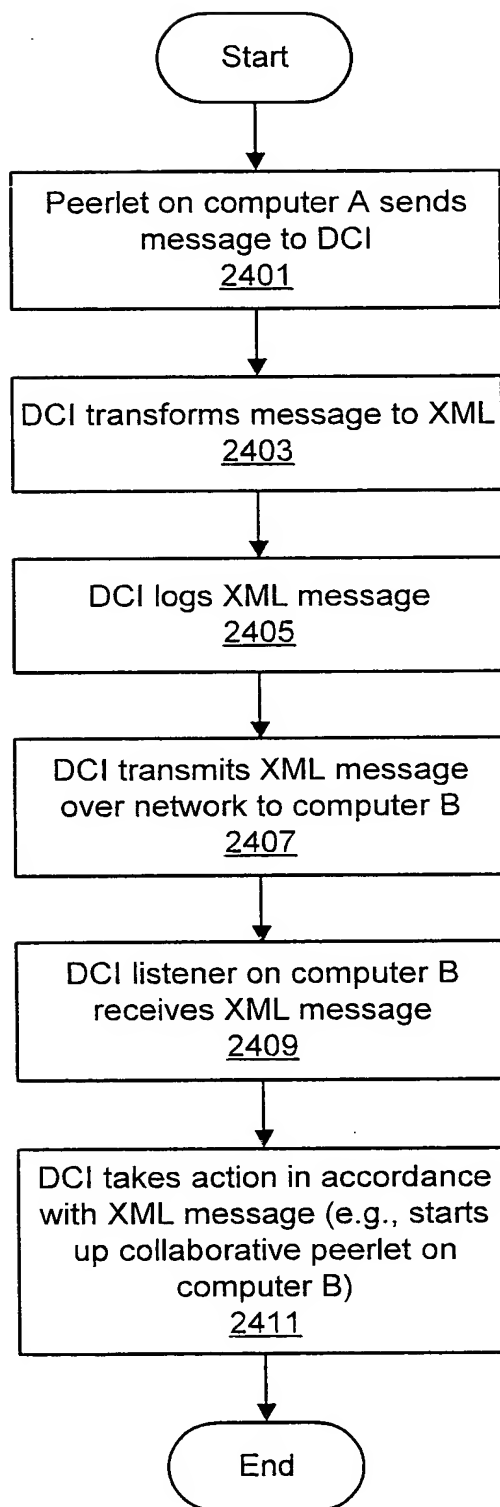 Start
Peerlet on computer A sends
message to DCI
2401
DCI transforms message to XML
2403
DCI logs XML message
2405
DCI transmits XML message
over network to computer B
2407
DCI listener on computer B
receives XML message
2409
DCI takes action in accordance
with XML message (e.g., starts
up collaborative peerlet on
computer B)
2411
End